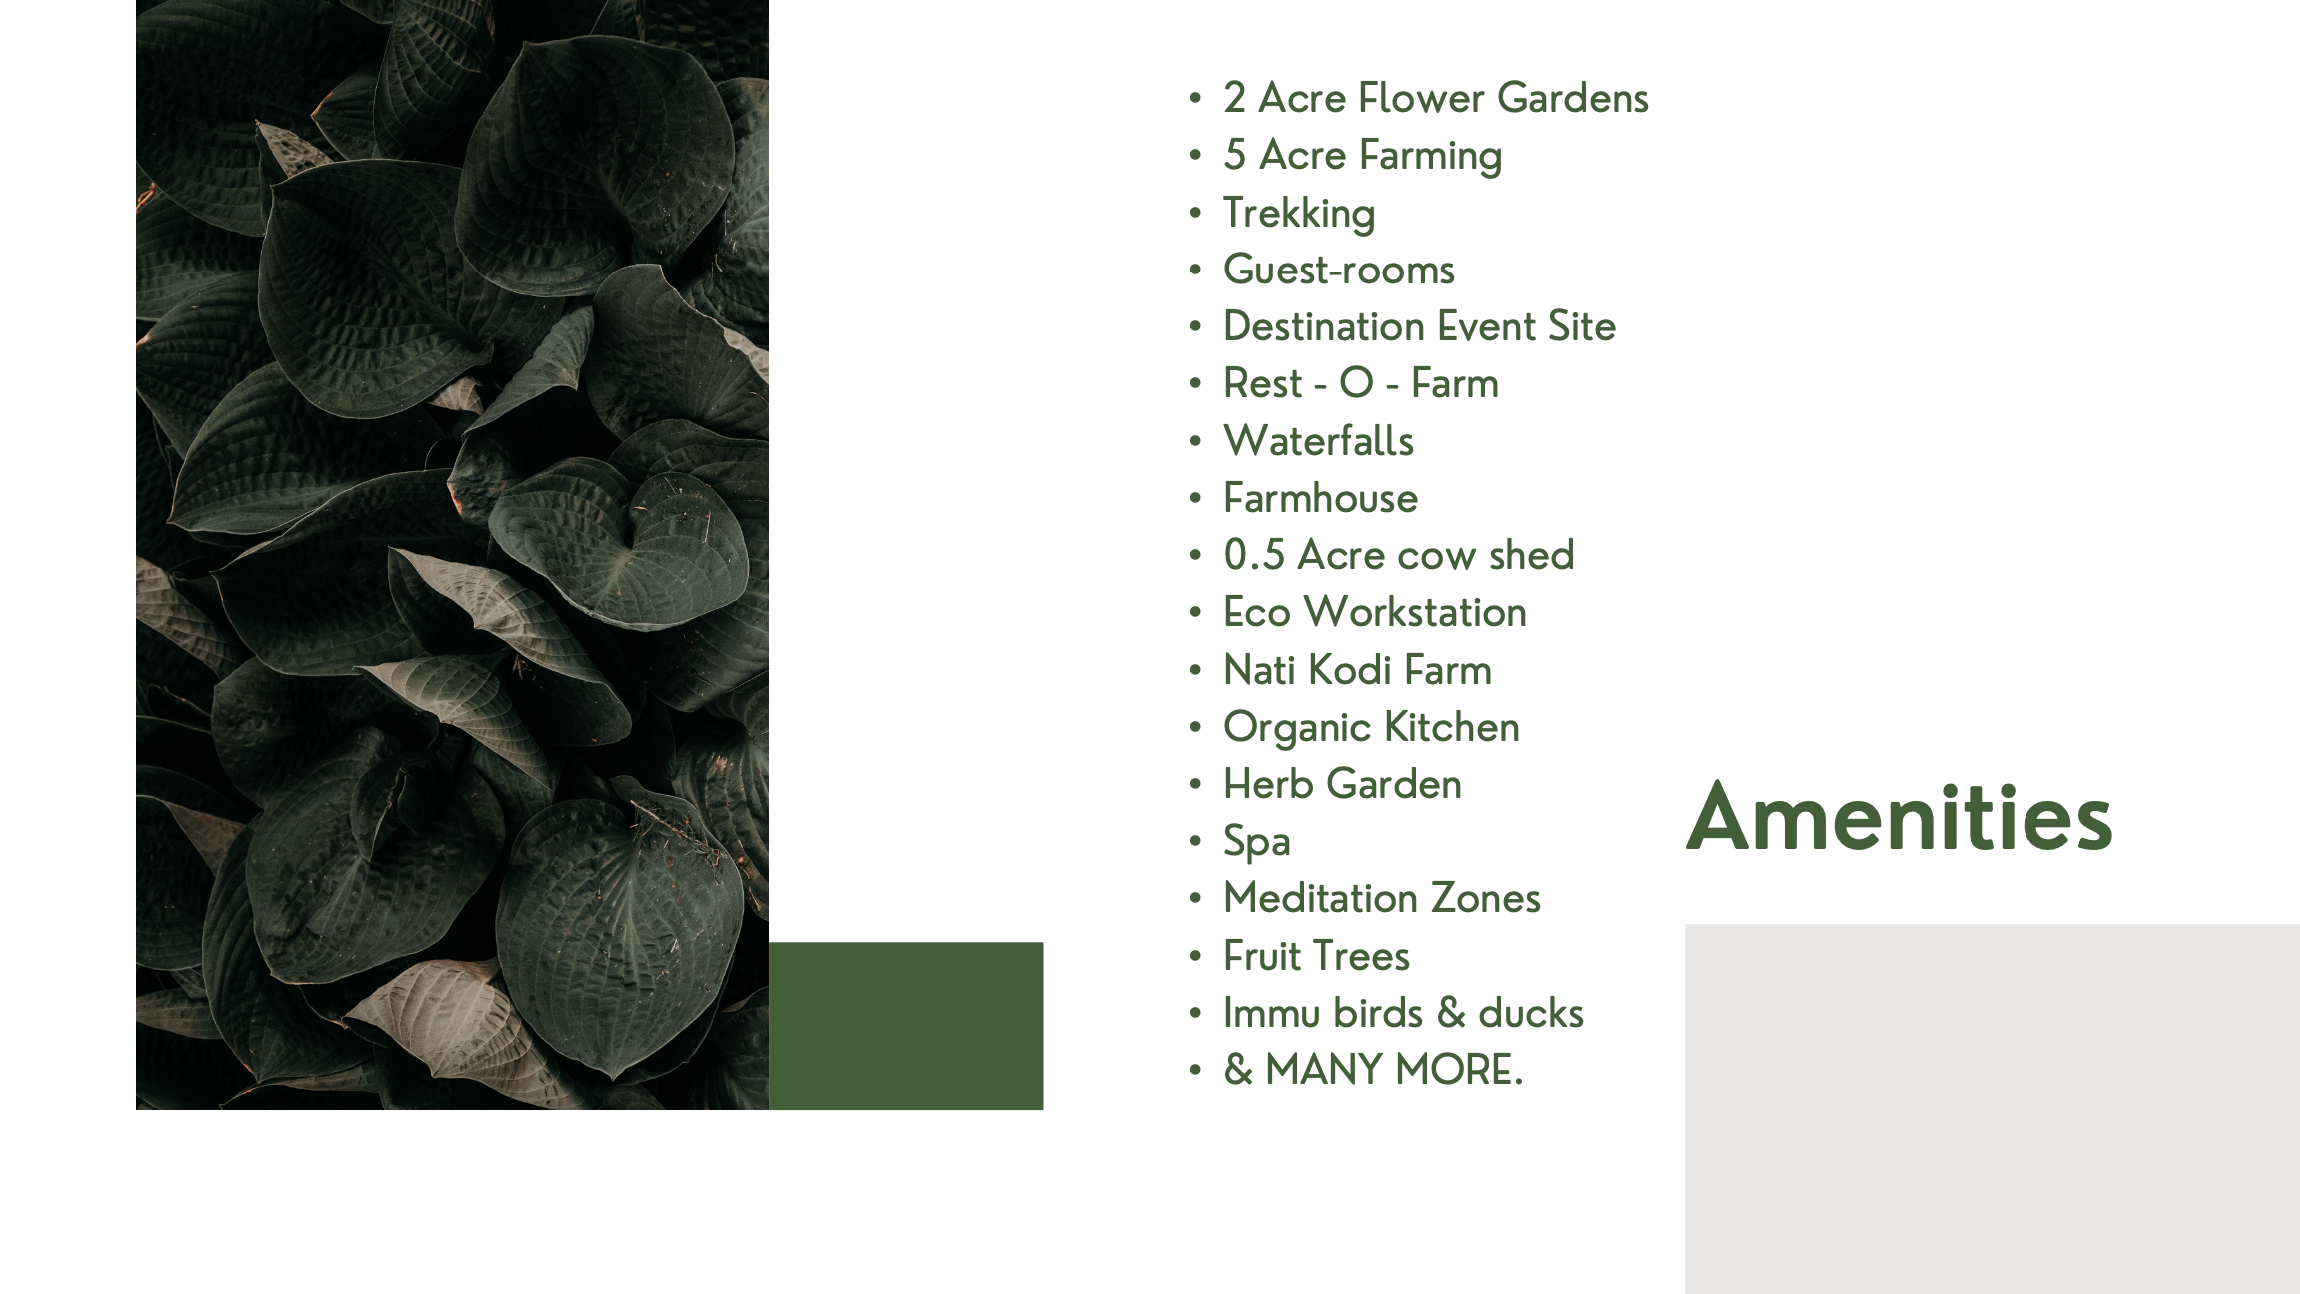 • 2 Acre Flower Gardens
• 5 Acre Farming
• Trekking
• Guest-rooms
• Destination Event Site
• Rest - O - Farm
• Waterfalls
• Farmhouse
• 0.5 Acre cow shed
• Eco Workstation
• Nati Kodi Farm
• Organic Kitchen
• Herb Garden
• Spa
• Meditation Zones
• Fruit Trees
• Immu birds & ducks
• & MANY MORE.
Amenities